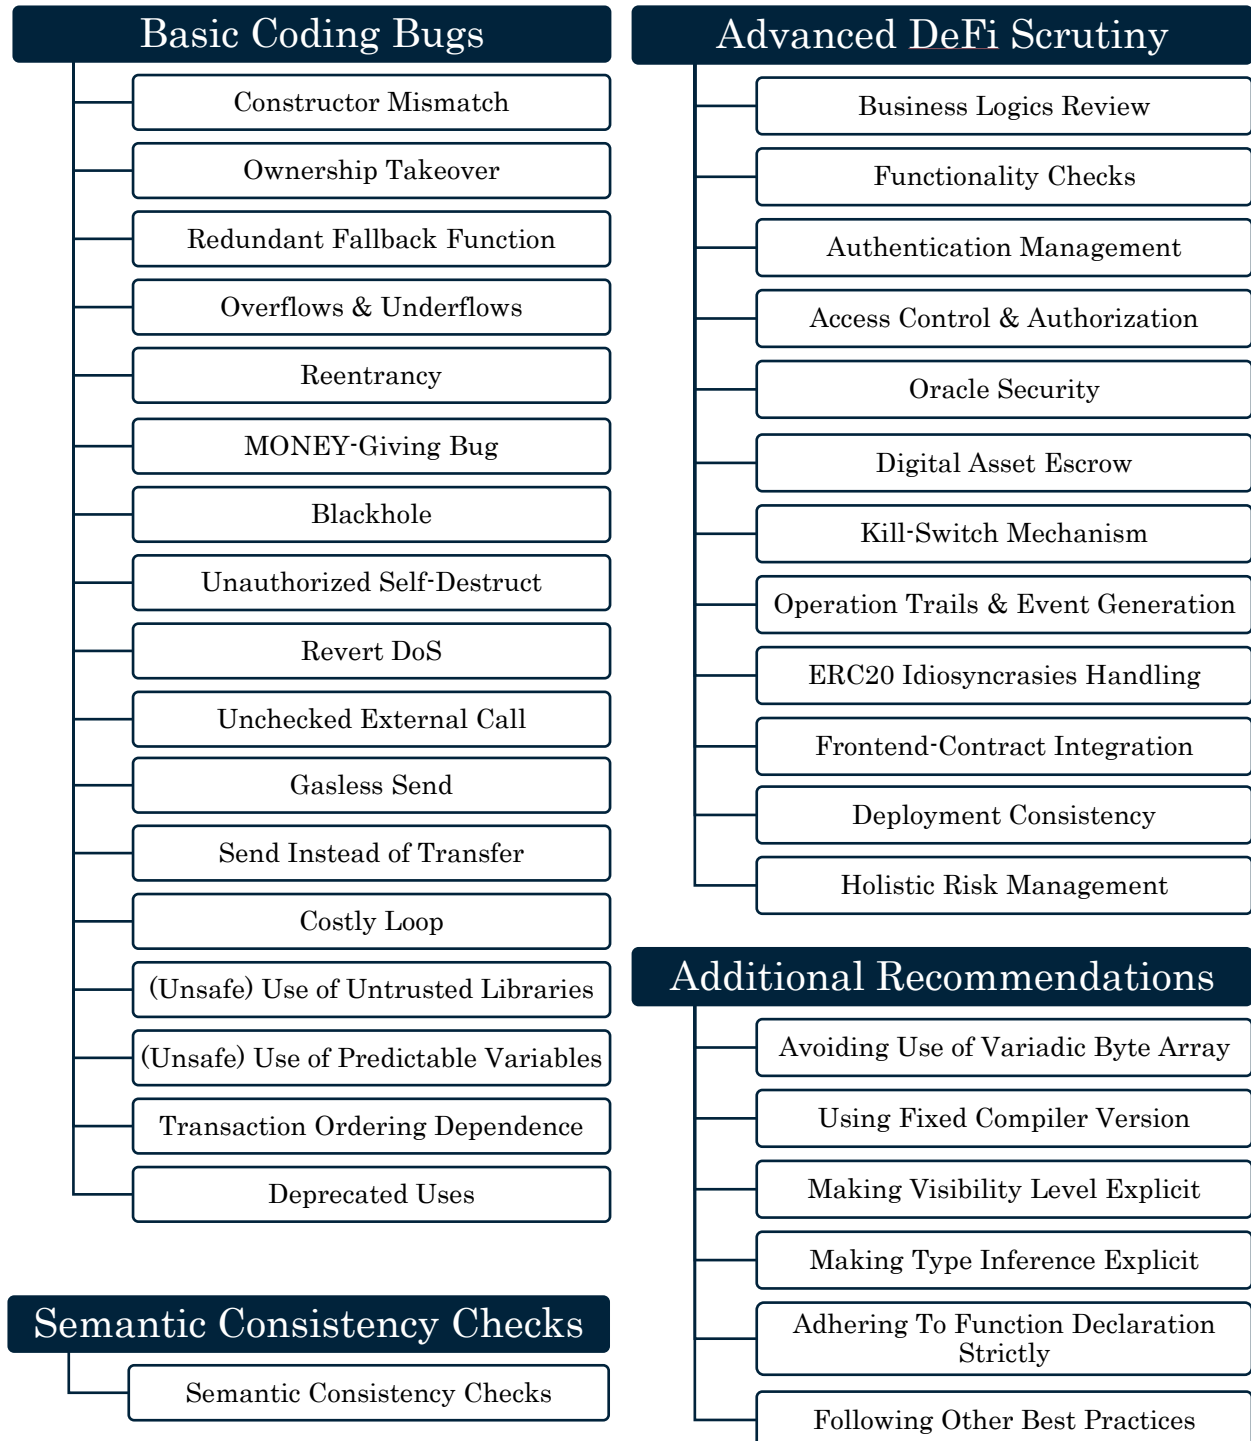 Basic Coding Bugs
Constructor Mismatch
Ownership Takeover
Redundant Fallback Function
Overflows & Underflows
Reentrancy
MONEY-Giving Bug
Blackhole
Unauthorized Self-Destruct
Revert DoS
Unchecked External Call
Gasless Send
Send Instead of Transfer
Costly Loop
(Unsafe) Use of Untrusted Libraries
(Unsafe) Use of Predictable Variables
Transaction Ordering Dependence
Deprecated Uses
Semantic Consistency Checks
Semantic Consistency Checks
Advanced DeFi Scrutiny
Business Logics Review
Functionality Checks
Authentication Management
Access Control & Authorization
Oracle Security
Digital Asset Escrow
Kill-Switch Mechanism
Operation Trails & Event Generation
ERC20 Idiosyncrasies Handling
Frontend-Contract Integration
Deployment Consistency
Holistic Risk Management
Additional Recommendations
Avoiding Use of Variadic Byte Array
Using Fixed Compiler Version
Making Visibility Level Explicit
Making Type Inference Explicit
Adhering To Function Declaration
Strictly
Following Other Best Practices